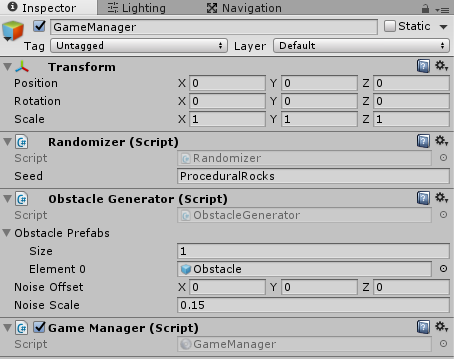 Inspector Lighting Navigation
GameManager Static
Tag Untagged Layer Default
Transform
Position X 0 Y 0 Z 0
Rotation X 0 Y 0 Z 0
Scale X 1 Y 1 Z 1
Randomizer (Script)
Script Randomizer
Seed ProceduralRocks
Obstacle Generator (Script)
Script ObstacleGenerator
Obstacle Prefabs
Size 1
Element 0 Obstacle
Noise Offset X 0 Y 0 Z 0
Noise Scale 0.15
Game Manager (Script)
Script GameManager